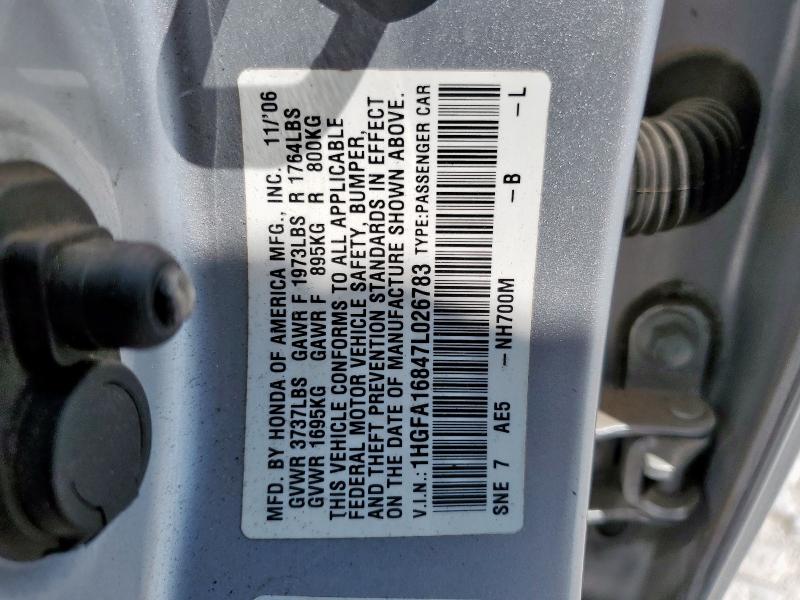 MFD. BY HONDA OF AMERICA MFG., INC. 11/'06
GVWR 3737LBS GAWR F 1973LBS R 1764LBS
GVWR 1695KG GAWR F 895KG R 800KG
THIS VEHICLE CONFORMS TO ALL APPLICABLE
FEDERAL MOTOR VEHICLE SAFETY, BUMPER,
AND THEFT PREVENTION STANDARDS IN EFFECT
ON THE DATE OF MANUFACTURE SHOWN ABOVE.
V.I.N.: 1HGFA16847L026783 TYPE:PASSENGER CAR
SNE 7 AE5 -NH700M -B -L